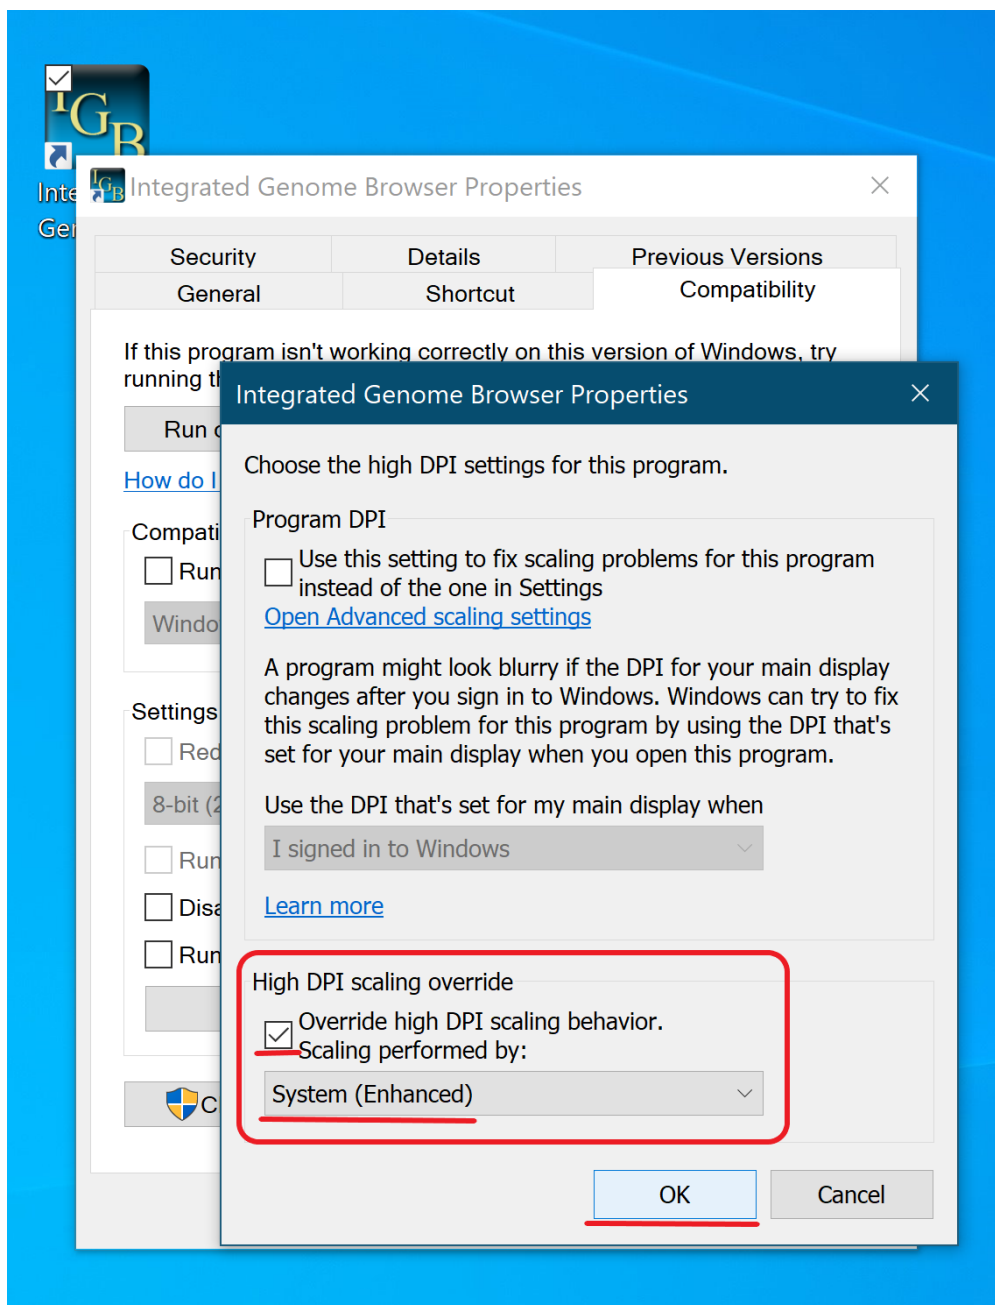 IGB
Inte
Ger
IGB
Integrated Genome Browser Properties
Security
Details
Previous Versions
General
Shortcut
Compatibility
If this program isn't working correctly on this version of Windows, try
running th
Run
How do I
Compati
Run
Windo
Settings
Red
8-bit (2
Run
Disa
Run
C
Integrated Genome Browser Properties
Choose the high DPI settings for this program.
Program DPI
Use this setting to fix scaling problems for this program
instead of the one in Settings
Open Advanced scaling settings
A program might look blurry if the DPI for your main display
changes after you sign in to Windows. Windows can try to fix
this scaling problem for this program by using the DPI that's
set for your main display when you open this program.
Use the DPI that's set for my main display when
I signed in to Windows
Learn more
High DPI scaling override
Override high DPI scaling behavior.
Scaling performed by:
System (Enhanced)
OK
Cancel